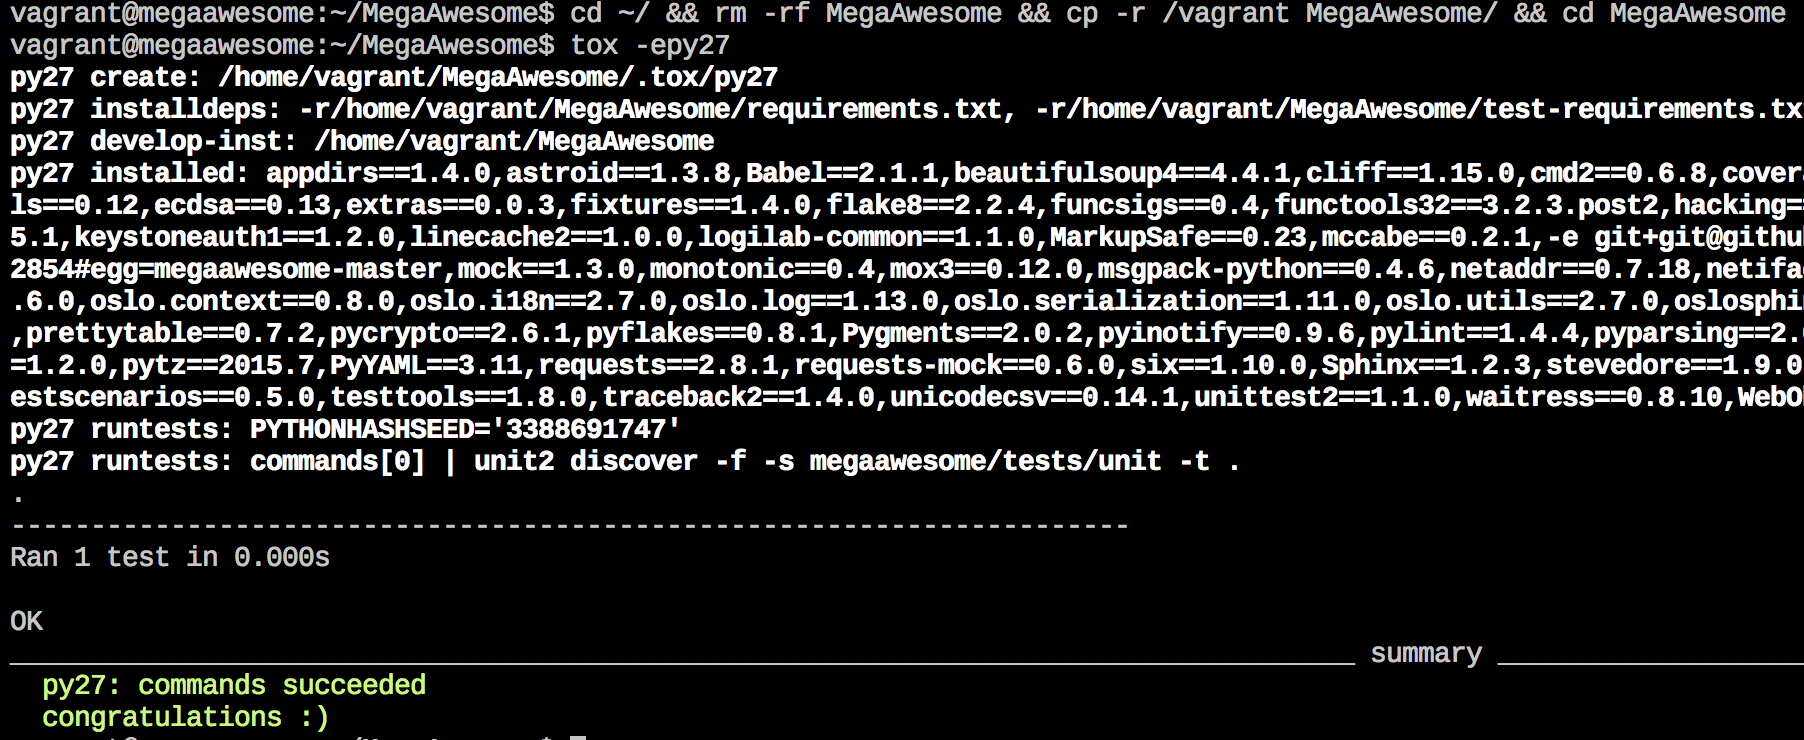 vagrant@megaawesome:~/MegaAwesome$ cd ~/ && rm -rf MegaAwesome && cp -r /vagrant MegaAwesome/ && cd MegaAwesome
vagrant@megaawesome:~/MegaAwesome$ tox -epy27
py27 create: /home/vagrant/MegaAwesome/.tox/py27
py27 installdeps: -r/home/vagrant/MegaAwesome/requirements.txt, -r/home/vagrant/MegaAwesome/test-requirements.tx
py27 develop-inst: /home/vagrant/MegaAwesome
py27 installed: appdirs==1.4.0,astroid==1.3.8,Babel==2.1.1,beautifulsoup4==4.4.1,cliff==1.15.0,cmd2==0.6.8,cover
ls==0.12,ecdsa==0.13,extras==0.0.3,fixtures==1.4.0,flake8==2.2.4,funcsigs==0.4,functools32==3.2.3.post2,hacking=
5.1,keystoneauth1==1.2.0,linecache2==1.0.0,logilab-common==1.1.0,MarkupSafe==0.23,mccabe==0.2.1,-e git+git@githu
2854#egg=megaawesome-master,mock==1.3.0,monotonic==0.4,mox3==0.12.0,msgpack-python==0.4.6,netaddr==0.7.18,netifa
.6.0,oslo.context==0.8.0,oslo.i18n==2.7.0,oslo.log==1.13.0,oslo.serialization==1.11.0,oslo.utils==2.7.0,oslosphi
,prettytable==0.7.2,pycrypto==2.6.1,pyflakes==0.8.1,Pygments==2.0.2,pyinotify==0.9.6,pylint==1.4.4,pyparsing==2.
=1.2.0,pytz==2015.7,PyYAML==3.11,requests==2.8.1,requests-mock==0.6.0,six==1.10.0,Sphinx==1.2.3,stevedore==1.9.0
estscenarios==0.5.0,testtools==1.8.0,traceback2==1.4.0,unicodecsv==0.14.1,unittest2==1.1.0,waitress==0.8.10,WebO
py27 runtests: PYTHONHASHSEED='3388691747'
py27 runtests: commands[0] | unit2 discover -f -s megaawesome/tests/unit -t .
.
----------------------------------------------------------------------
Ran 1 test in 0.000s
OK
summary
py27: commands succeeded
congratulations :)